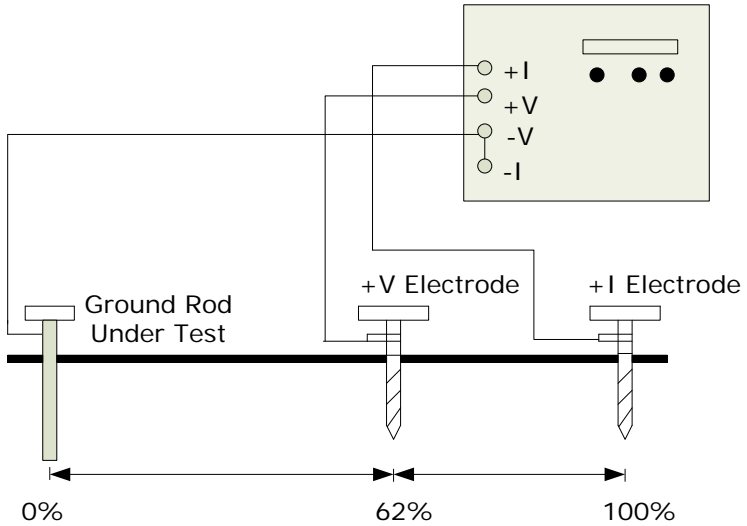 +I
+V
-V
-I
+V Electrode
+I Electrode
Ground Rod
Under Test
0%
62%
100%